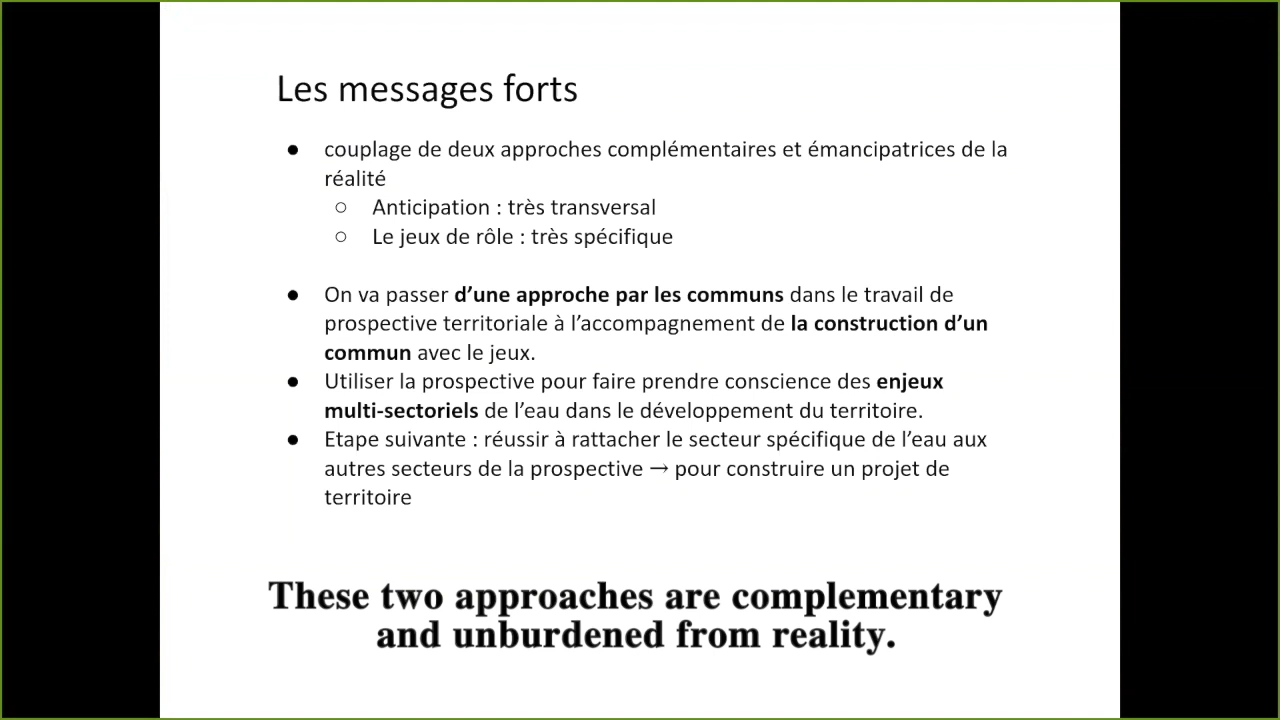 Les messages forts
● couplage de deux approches complémentaires et émancipatrices de la
réalité
○ Anticipation : très transversal
○ Le jeux de rôle : très spécifique
● On va passer d’une approche par les communs dans le travail de
prospective territoriale à l’accompagnement de la construction d’un
commun avec le jeux.
● Utiliser la prospective pour faire prendre conscience des enjeux
multi-sectoriels de l’eau dans le développement du territoire.
● Etape suivante : réussir à rattacher le secteur spécifique de l’eau aux
autres secteurs de la prospective → pour construire un projet de
territoire
These two approaches are complementary
and unburdened from reality.